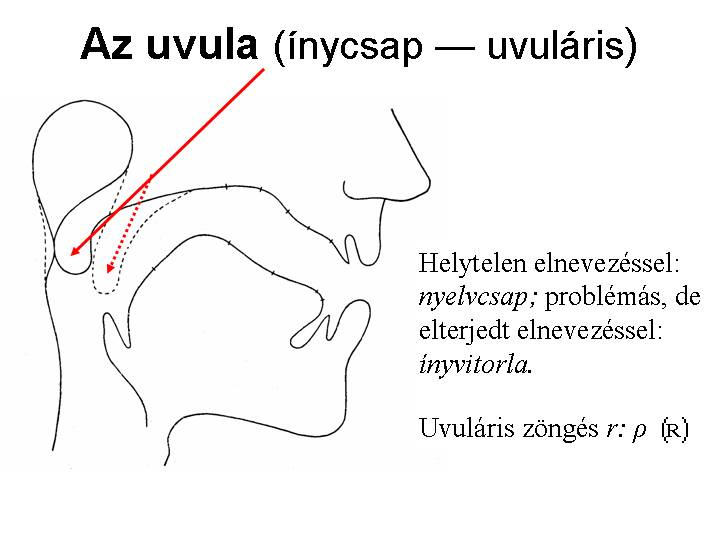 Az uvula (ínycsap — uvuláris)
Helytelen elnevezéssel:
nyelvcsap; problémás, de
elterjedt elnevezéssel:
ínyvitorla.
Uvuláris zöngés r: ρ (ʀ)